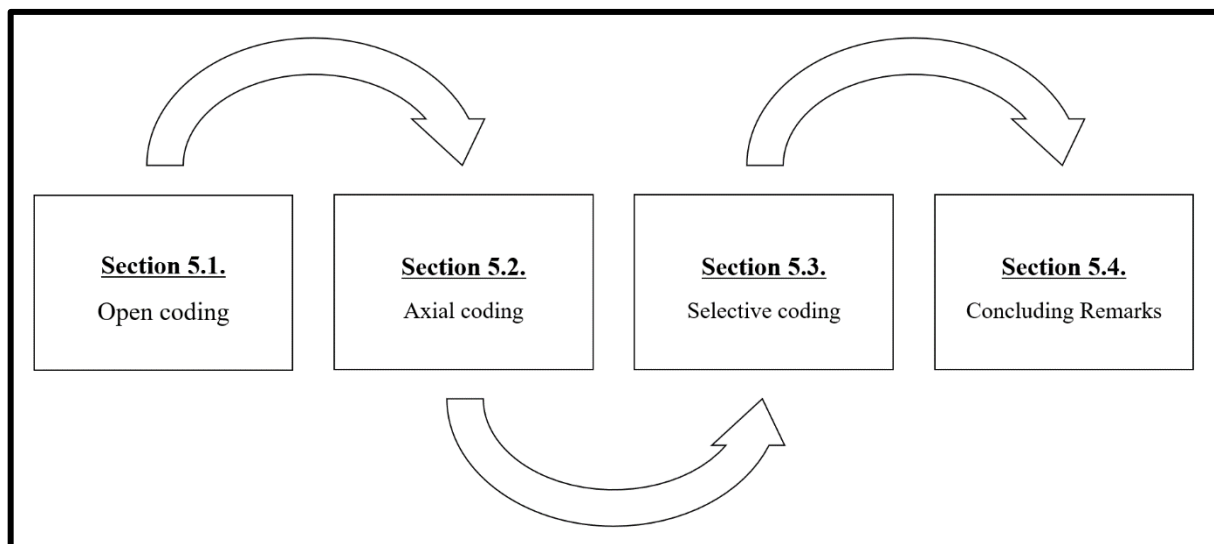 Section 5.1.
Open coding
Section 5.2.
Axial coding
Section 5.3.
Selective coding
Section 5.4.
Concluding Remarks